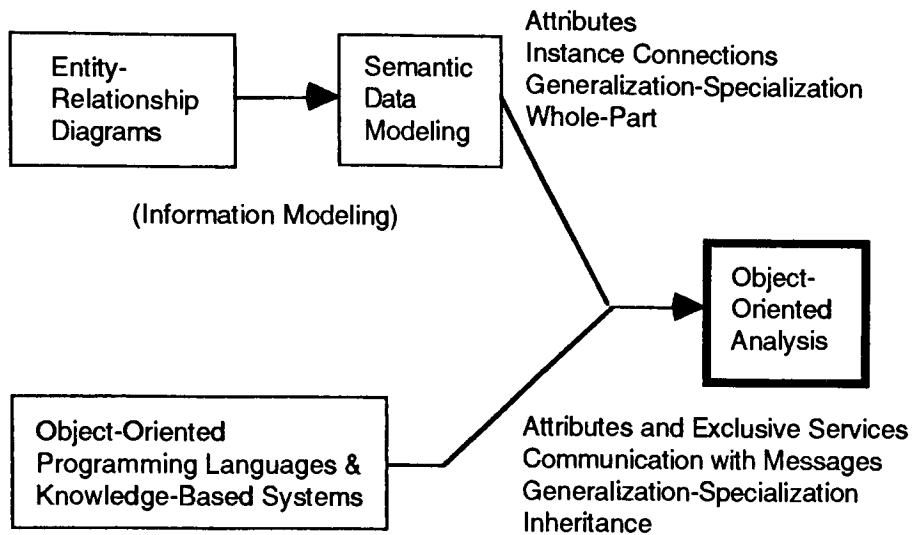 Entity-
Relationship
Diagrams
Semantic
Data
Modeling
Attributes
Instance Connections
Generalization-Specialization
Whole-Part
(Information Modeling)
Object-
Oriented
Analysis
Object-Oriented
Programming Languages &
Knowledge-Based Systems
Attributes and Exclusive Services
Communication with Messages
Generalization-Specialization
Inheritance